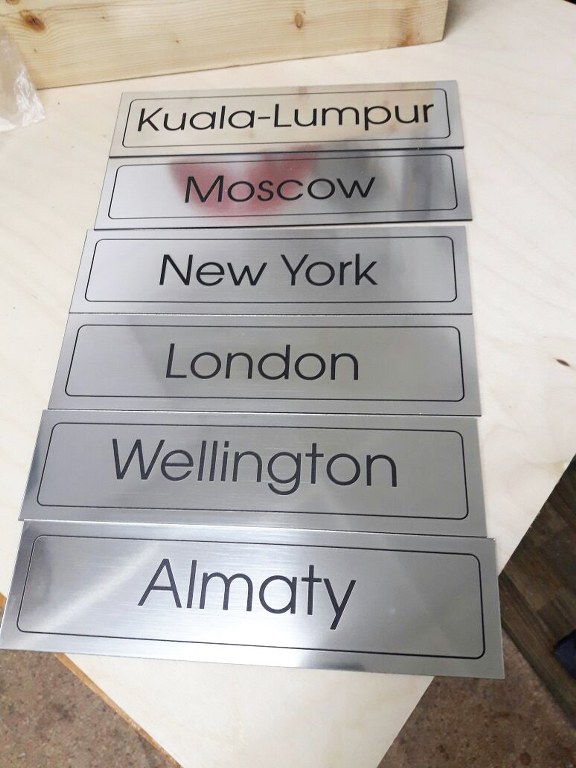 Kuala-Lumpur
Moscow
New York
London
Wellington
Almaty